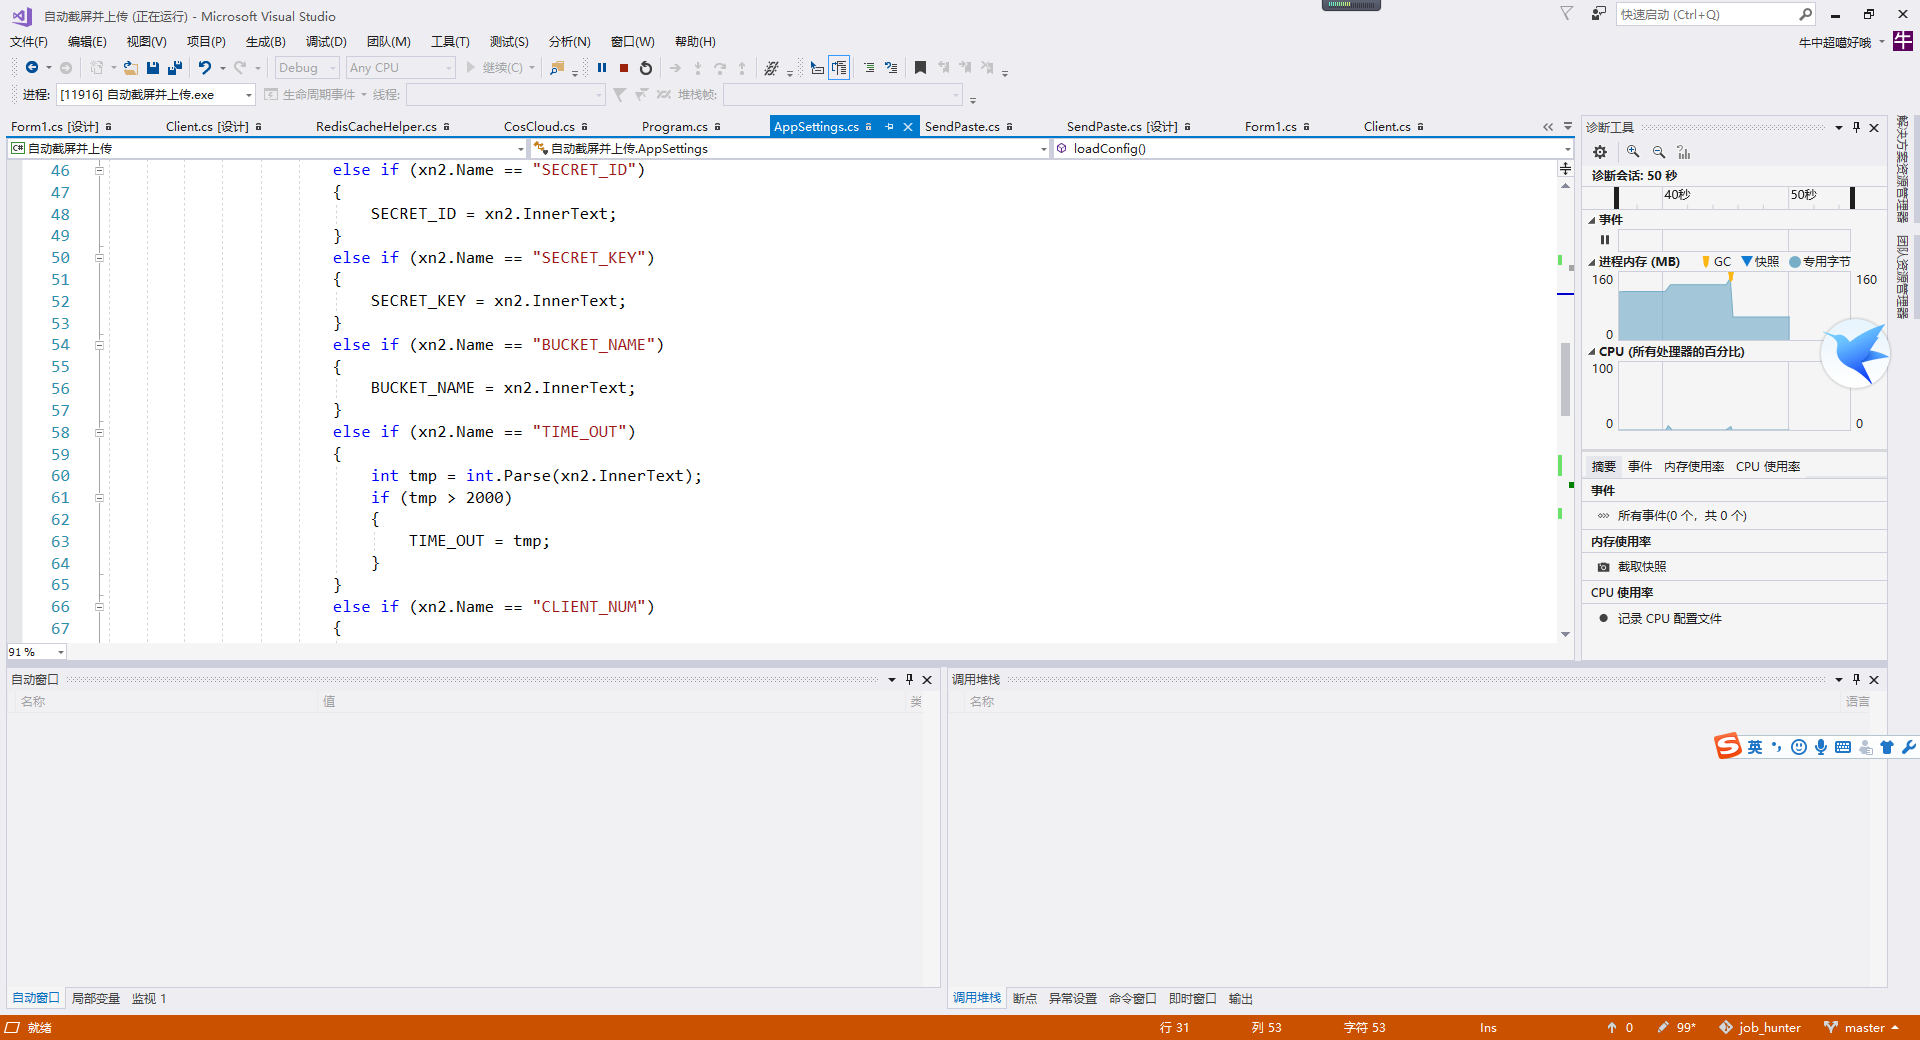 自动截屏并上传 (正在运行) - Microsoft Visual Studio
快速启动 (Ctrl+Q)
文件(F) 编辑(E) 视图(V) 项目(P) 生成(B) 调试(D) 团队(M) 工具(T) 测试(S) 分析(N) 窗口(W) 帮助(H)
牛中超噶好哦 牛
Debug Any CPU 继续(C)
进程: [11916] 自动截屏并上传.exe 生命周期事件 线程: 堆栈帧:
Form1.cs [设计] Client.cs [设计] RedisCacheHelper.cs CosCloud.cs Program.cs AppSettings.cs SendPaste.cs SendPaste.cs [设计] Form1.cs Client.cs
C# 自动截屏并上传 自动截屏并上传.AppSettings loadConfig()
46 else if (xn2.Name == "SECRET_ID")
47 {
48 SECRET_ID = xn2.InnerText;
49 }
50 else if (xn2.Name == "SECRET_KEY")
51 {
52 SECRET_KEY = xn2.InnerText;
53 }
54 else if (xn2.Name == "BUCKET_NAME")
55 {
56 BUCKET_NAME = xn2.InnerText;
57 }
58 else if (xn2.Name == "TIME_OUT")
59 {
60 int tmp = int.Parse(xn2.InnerText);
61 if (tmp > 2000)
62 {
63 TIME_OUT = tmp;
64 }
65 }
66 else if (xn2.Name == "CLIENT_NUM")
67 {
91 %
诊断工具
诊断会话: 50 秒
40秒 50秒
事件
进程内存 (MB) GC 快照 专用字节
160 160
0
CPU (所有处理器的百分比)
100
0 0
摘要 事件 内存使用率 CPU 使用率
事件
所有事件(0 个，共 0 个)
内存使用率
截取快照
CPU 使用率
记录 CPU 配置文件
解决方案资源管理器
团队资源管理器
自动窗口
名称 值 类
自动窗口 局部变量 监视 1
调用堆栈
名称 语言
调用堆栈 断点 异常设置 命令窗口 即时窗口 输出
S 英
就绪 行 31 列 53 字符 53 Ins 0 99* job_hunter master